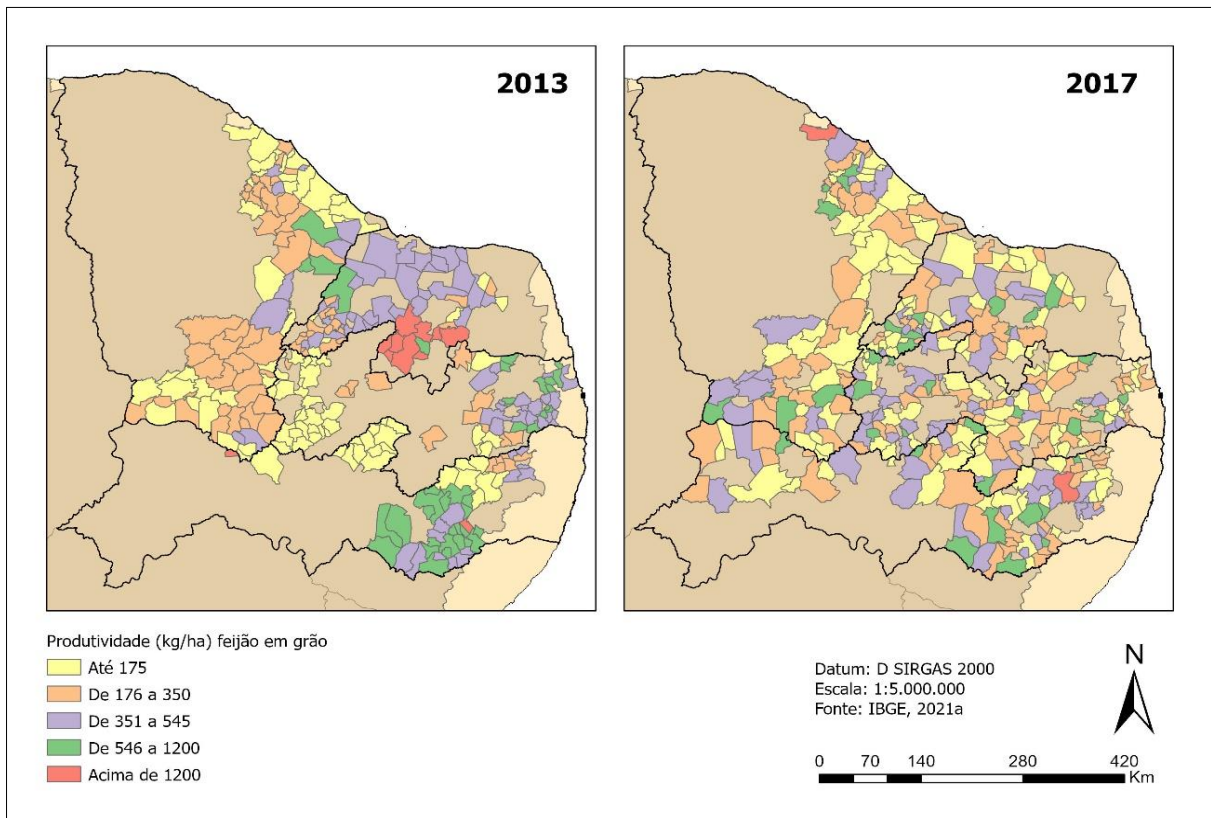 2013
2017
Produtividade (kg/ha) feijão em grão
Até 175
De 176 a 350
De 351 a 545
De 546 a 1200
Acima de 1200
Datum: D SIRGAS 2000
Escala: 1:5.000.000
Fonte: IBGE, 2021a
N
0 70 140 280 420
Km